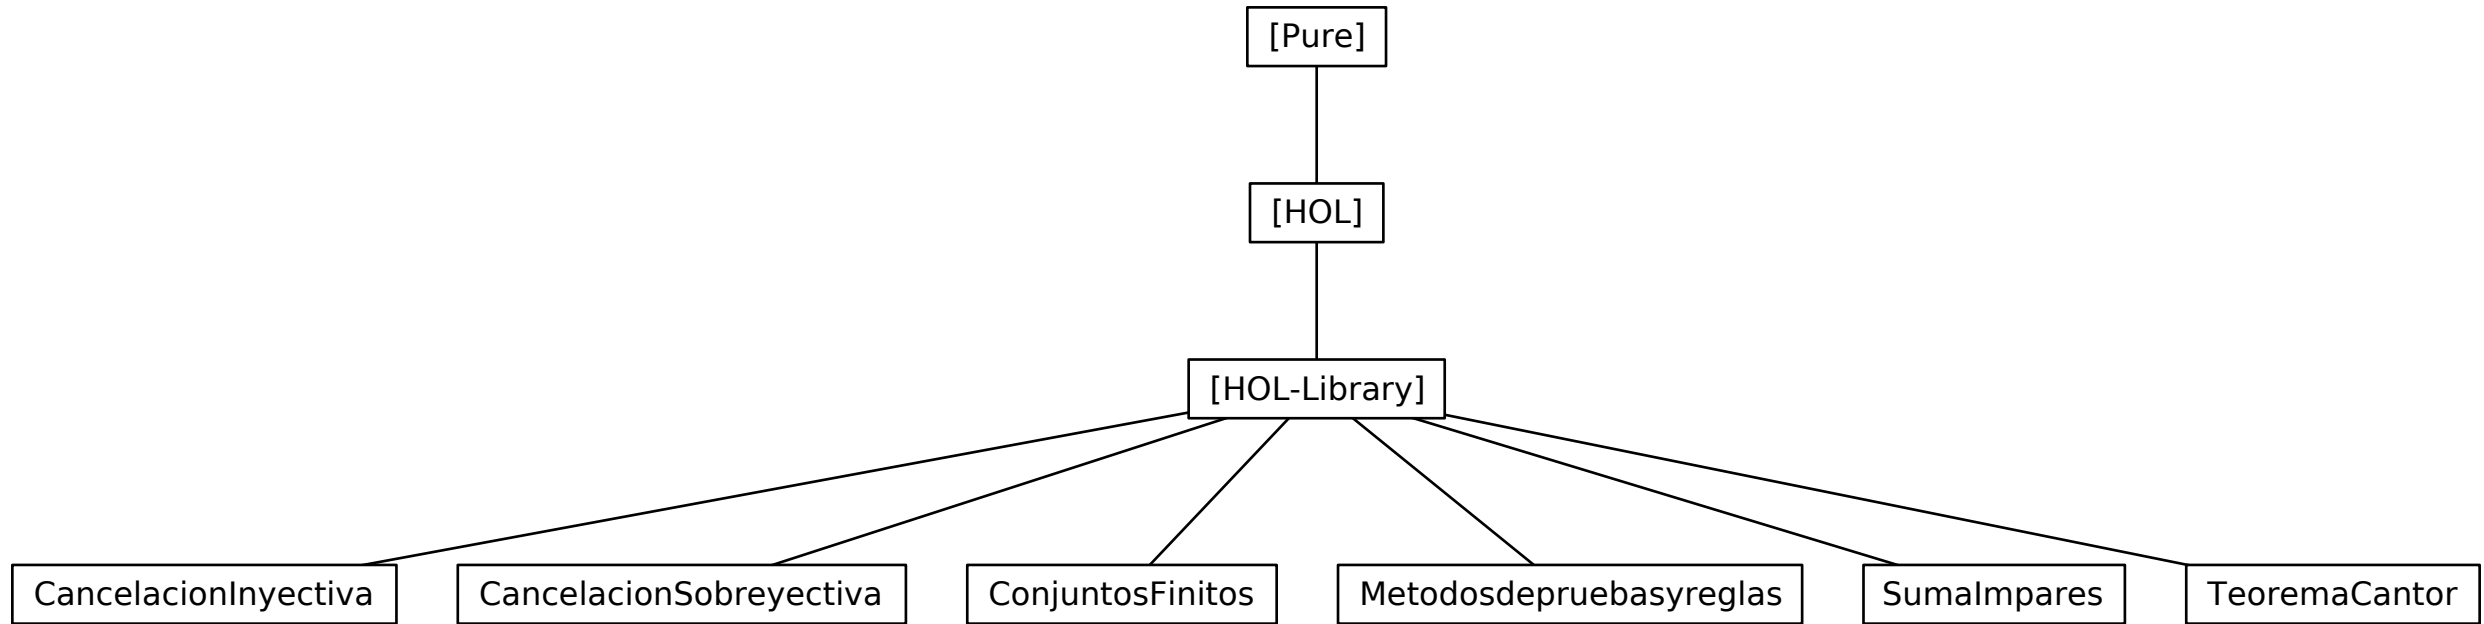 [Pure]
[HOL]
[HOL-Library]
CancelacionInyectiva
CancelacionSobreyectiva
ConjuntosFinitos
Metodosdepruebasyreglas
SumaImpares
TeoremaCantor